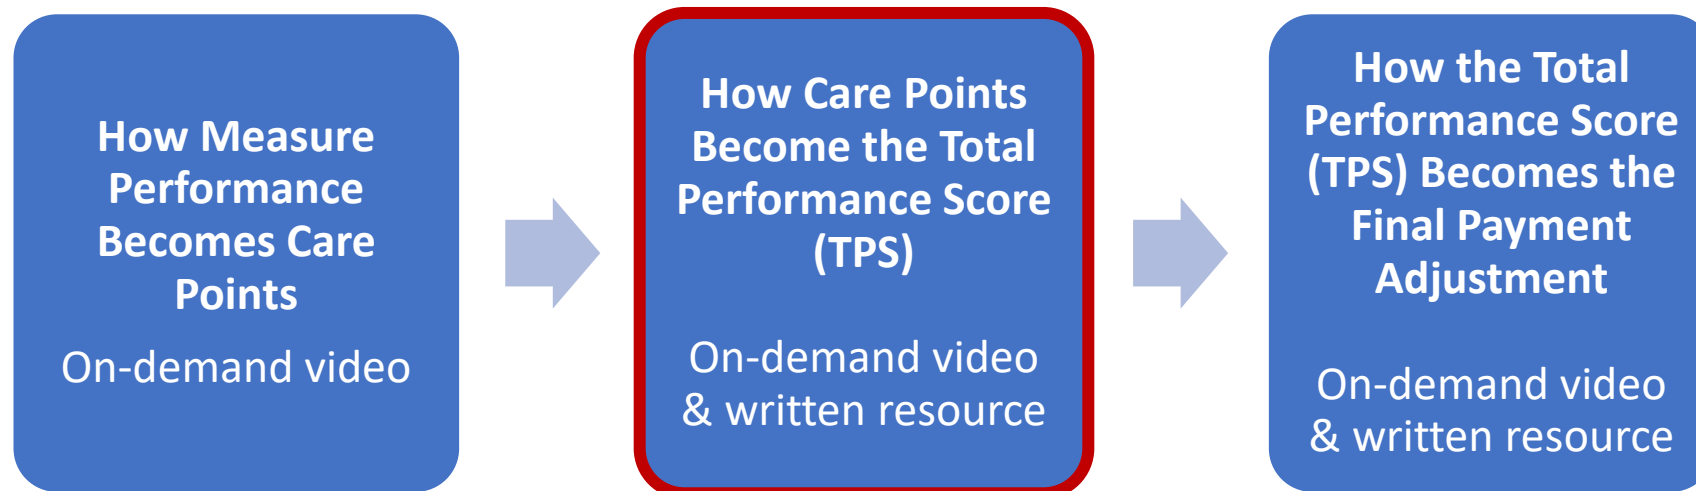 How Measure
Performance
Becomes Care
Points
On-demand video
How Care Points
Become the Total
Performance Score
(TPS)
On-demand video
& written resource
How the Total
Performance Score
(TPS) Becomes the
Final Payment
Adjustment
On-demand video
& written resource